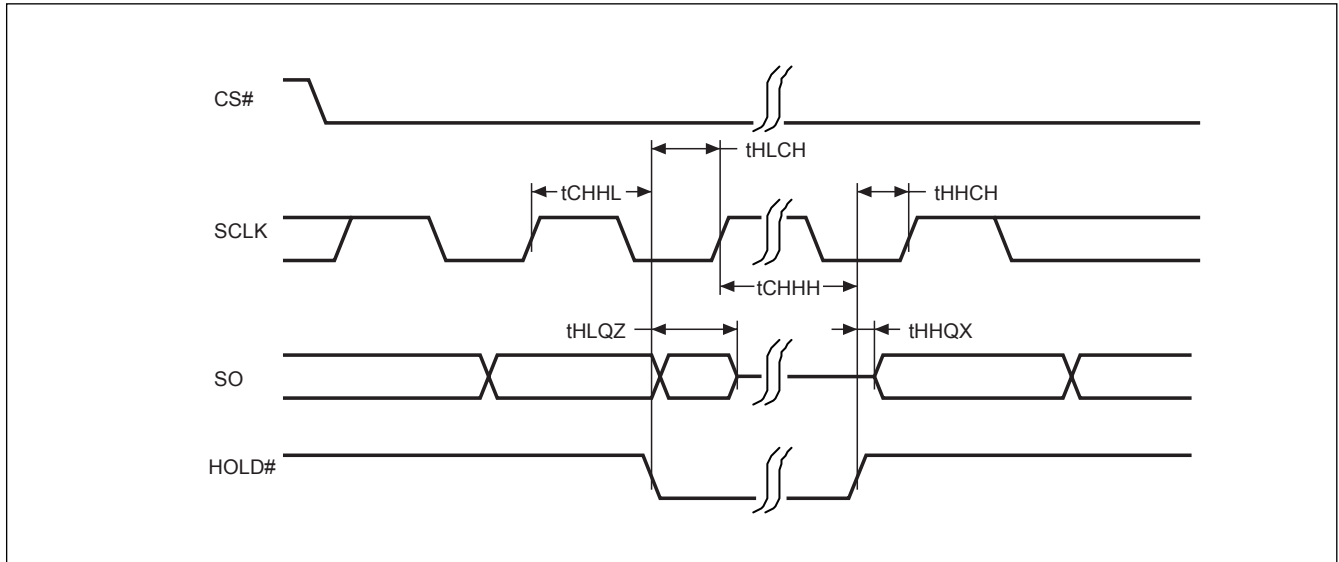 CS#
tHLCH
tCHHL
tHHCH
SCLK
tCHHH
tHLQZ
tHHQX
SO
HOLD#